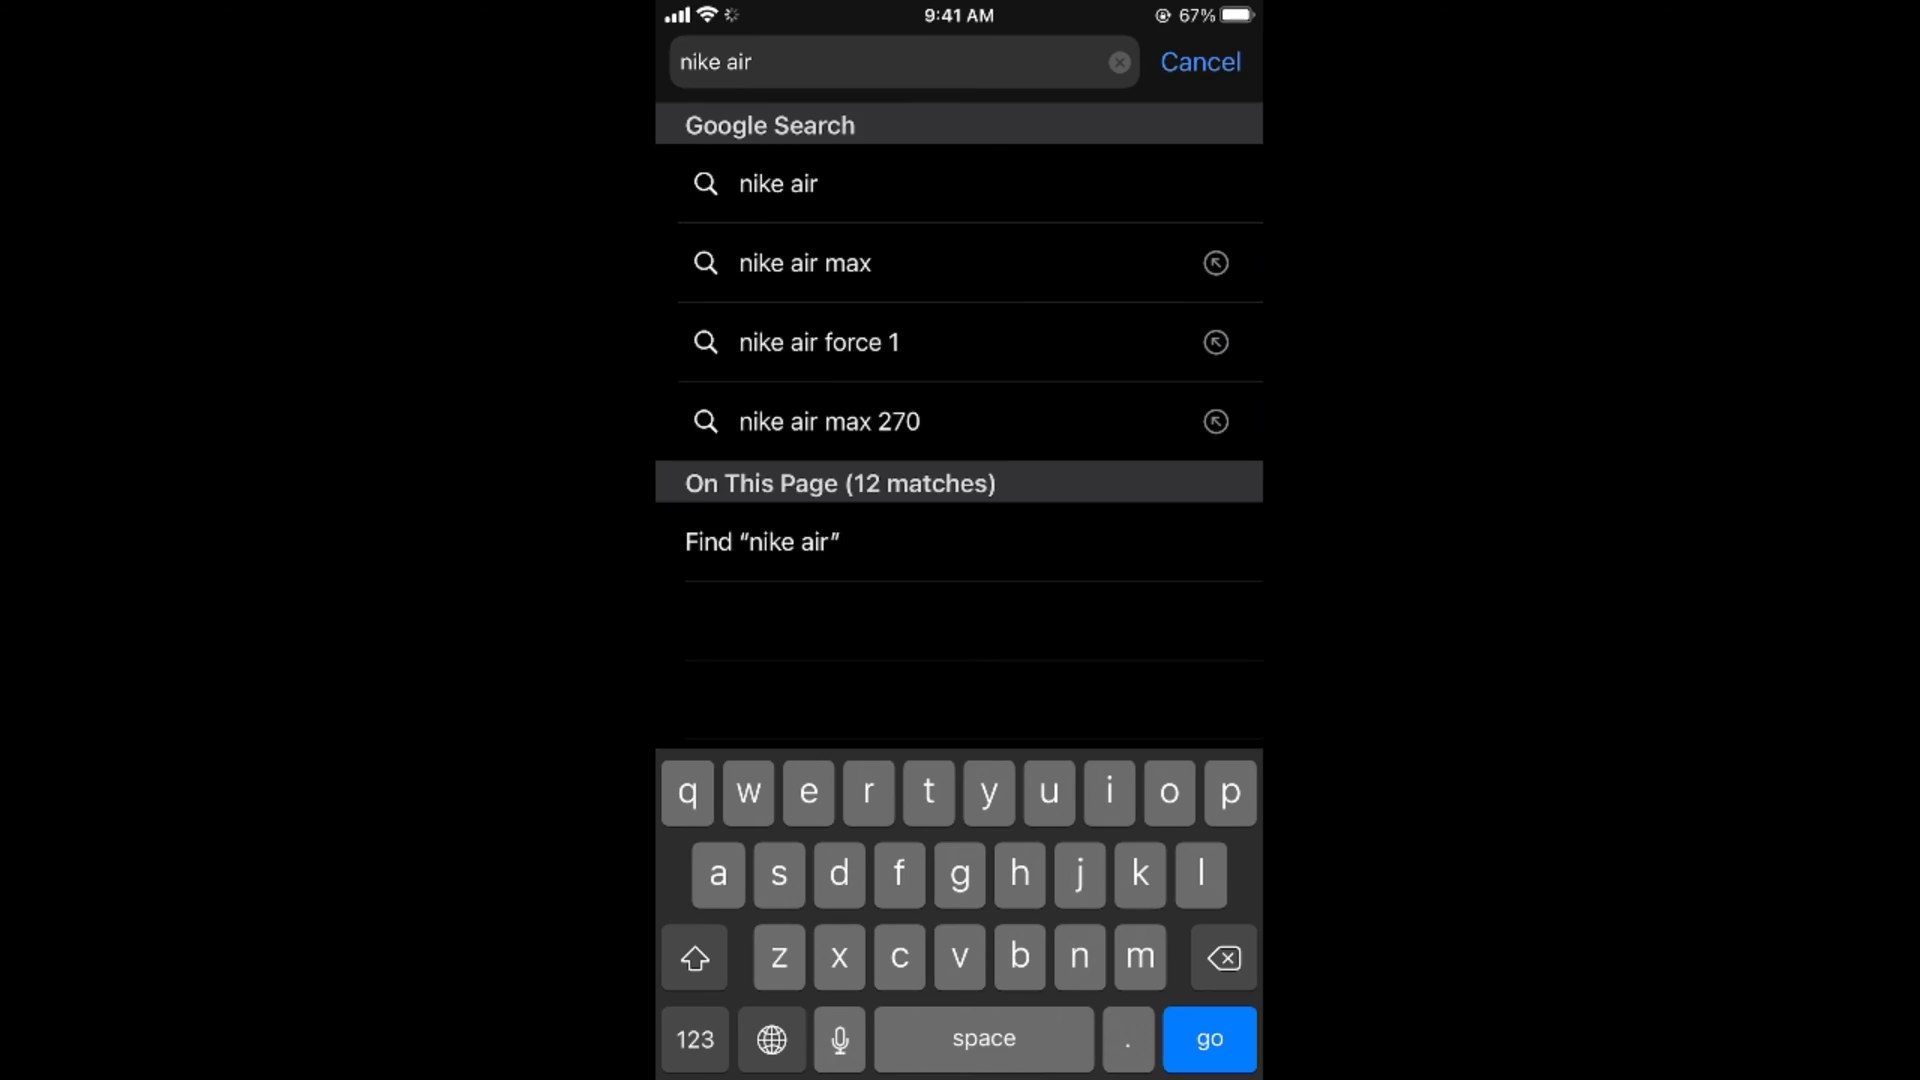 9:41 AM
67%
nike air
Cancel
Google Search
nike air
nike air max
nike air force 1
nike air max 270
On This Page (12 matches)
Find “nike air”
q w e r t y u i o p
a s d f g h j k l
z x c v b n m
123 space . go